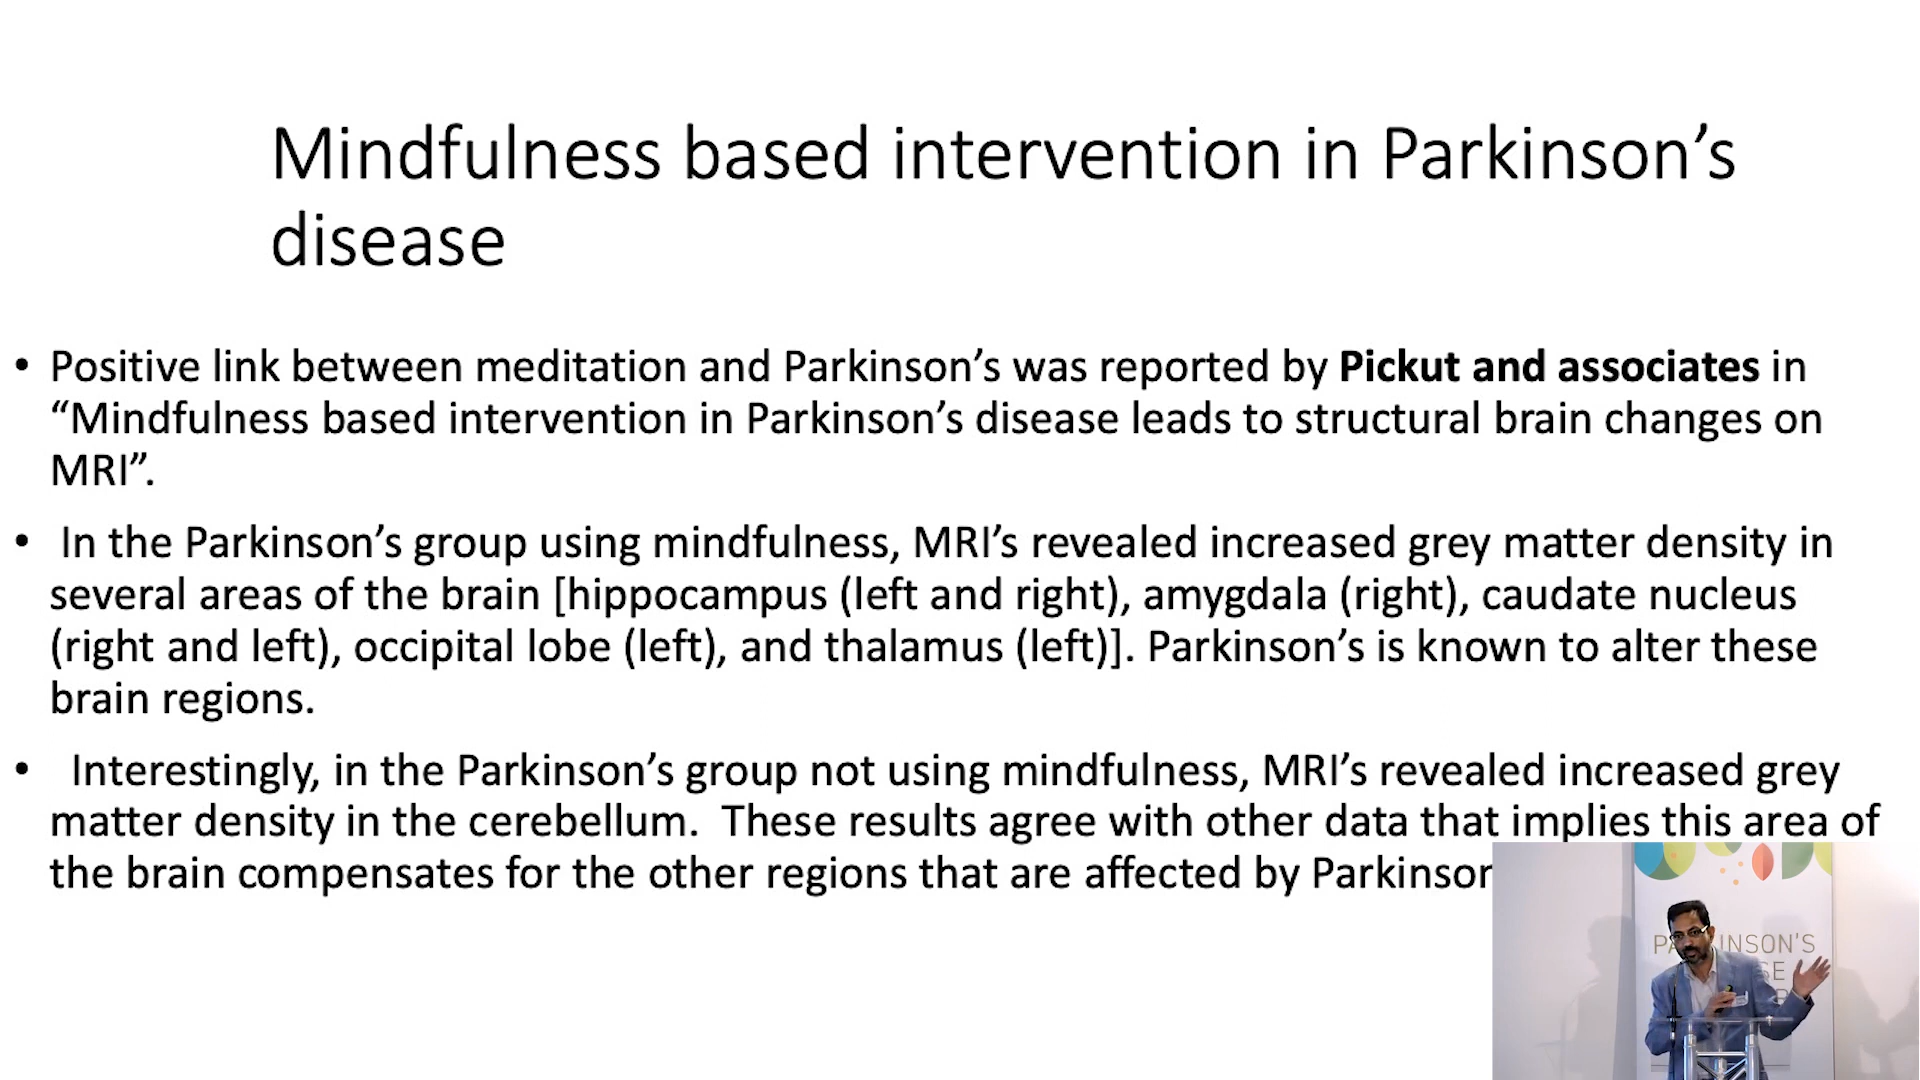 Mindfulness based intervention in Parkinson’s
disease
• Positive link between meditation and Parkinson’s was reported by Pickut and associates in
“Mindfulness based intervention in Parkinson’s disease leads to structural brain changes on
MRI”.
• In the Parkinson’s group using mindfulness, MRI’s revealed increased grey matter density in
several areas of the brain [hippocampus (left and right), amygdala (right), caudate nucleus
(right and left), occipital lobe (left), and thalamus (left)]. Parkinson’s is known to alter these
brain regions.
• Interestingly, in the Parkinson’s group not using mindfulness, MRI’s revealed increased grey
matter density in the cerebellum.  These results agree with other data that implies this area of
the brain compensates for the other regions that are affected by